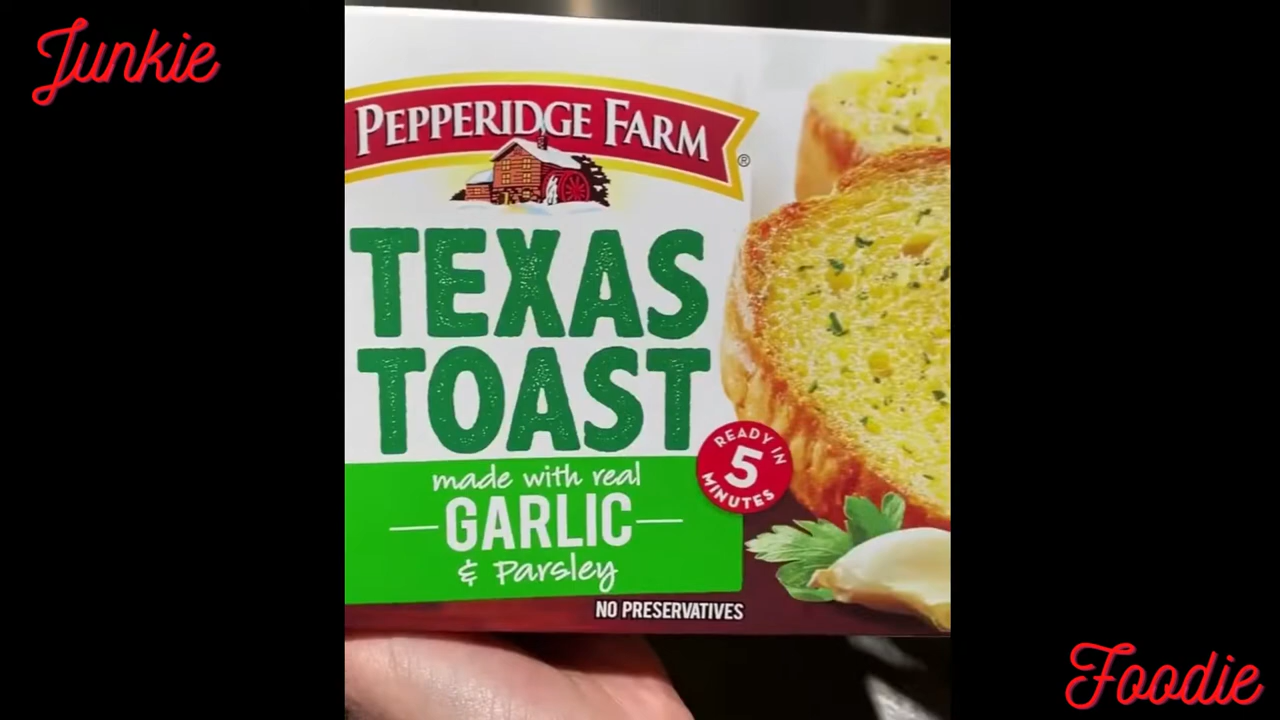 Junkie
PEPPERIDGE FARM
®
TEXAS
TOAST
READY IN
5
MINUTES
made with real
GARLIC
& Parsley
NO PRESERVATIVES
Foodie